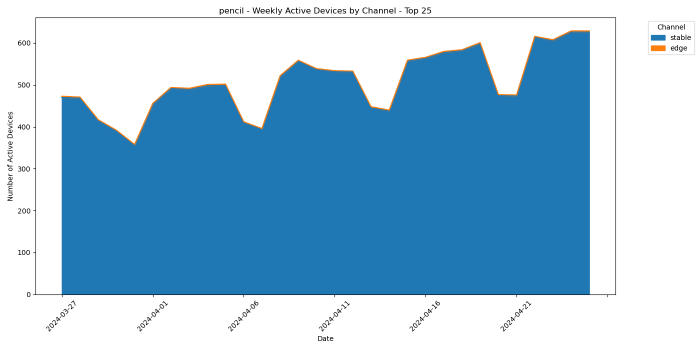 pencil - Weekly Active Devices by Channel - Top 25
Number of Active Devices
600
500
400
300
200
100
0
2024-03-27
2024-04-01
2024-04-06
2024-04-11
2024-04-16
2024-04-21
Date
Channel
stable
edge